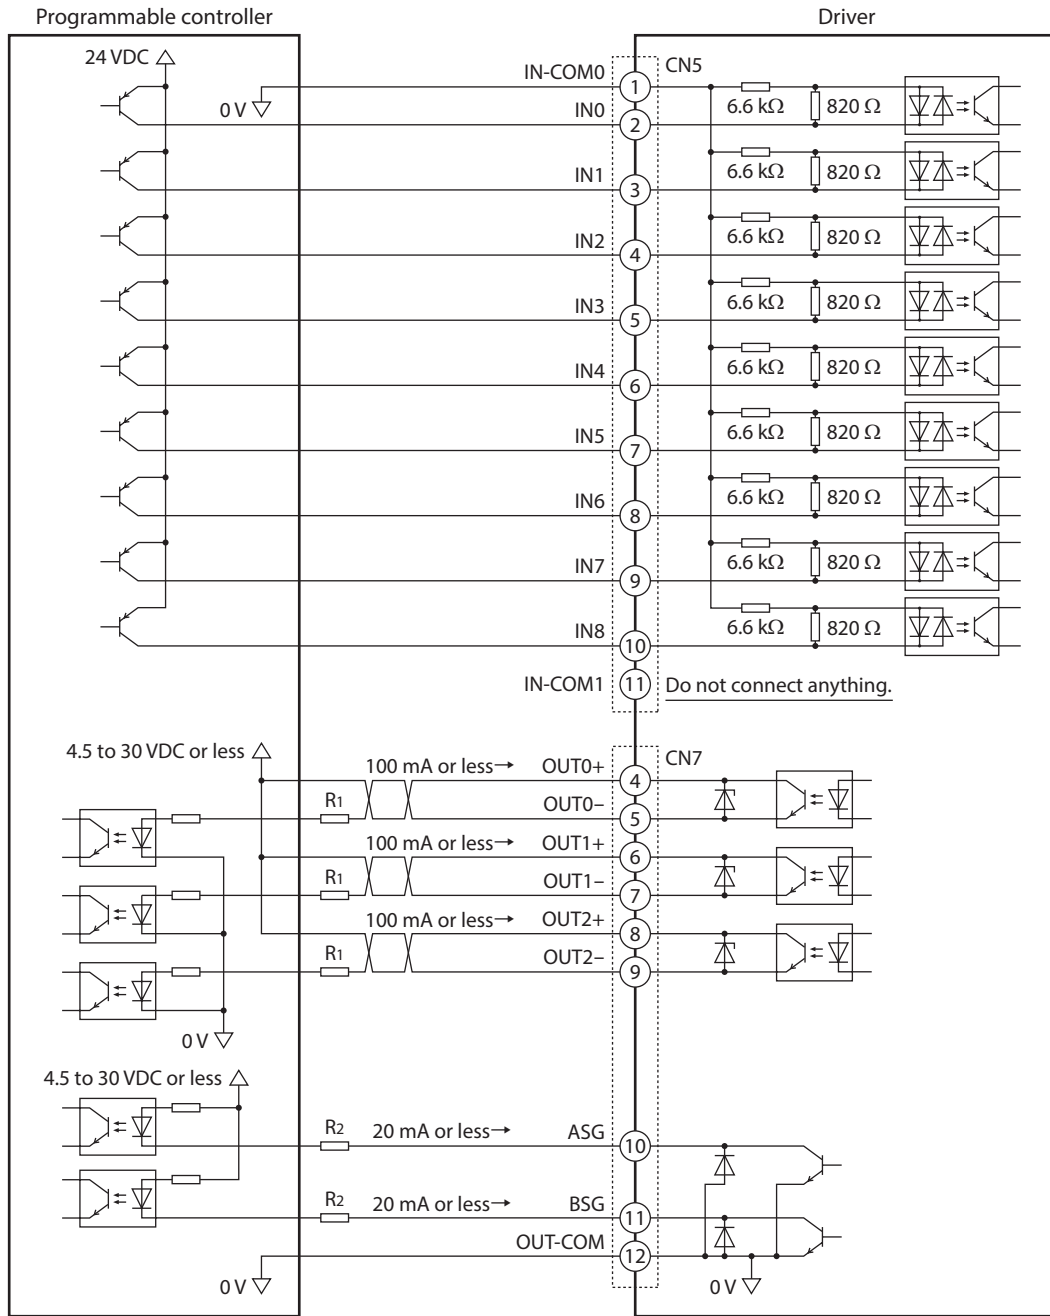 Programmable controller
Driver
24 VDC
IN-COM0
CN5
0 V
1
6.6 kΩ
820 Ω
IN0
2
IN1
3
6.6 kΩ
820 Ω
IN2
4
6.6 kΩ
820 Ω
IN3
5
6.6 kΩ
820 Ω
IN4
6
6.6 kΩ
820 Ω
IN5
7
6.6 kΩ
820 Ω
IN6
8
6.6 kΩ
820 Ω
IN7
9
6.6 kΩ
820 Ω
IN8
10
6.6 kΩ
820 Ω
IN-COM1
11
Do not connect anything.
4.5 to 30 VDC or less
CN7
100 mA or less→
OUT0+
4
R1
OUT0−
5
100 mA or less→
OUT1+
6
R1
OUT1−
7
100 mA or less→
OUT2+
8
R1
OUT2−
9
0 V
4.5 to 30 VDC or less
R2
20 mA or less→
ASG
10
R2
20 mA or less→
BSG
11
OUT-COM
12
0 V
0 V